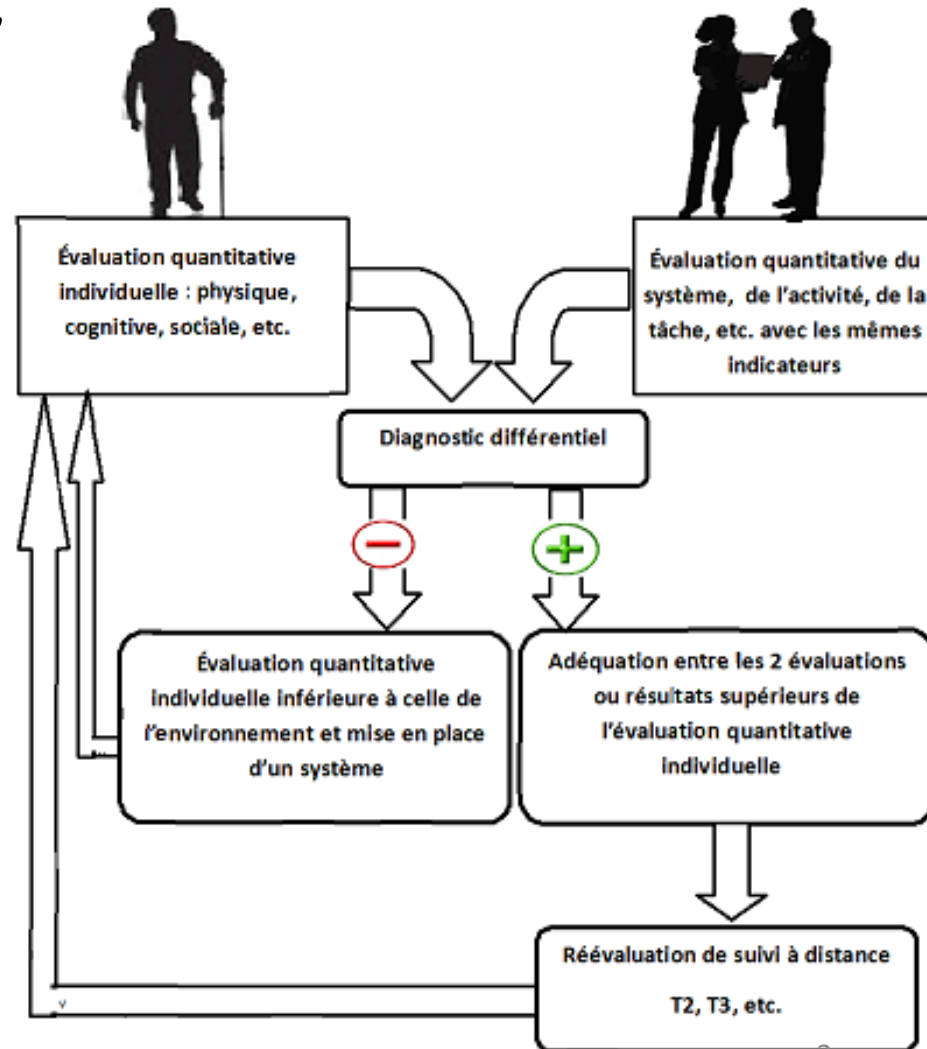 Évaluation quantitative
individuelle : physique,
cognitive, sociale, etc.
Évaluation quantitative du
système, de l'activité, de la
tâche, etc. avec les mêmes
indicateurs
Diagnostic différentiel
Évaluation quantitative
individuelle inférieure à celle de
l'environnement et mise en place
d'un système
Adéquation entre les 2 évaluations
ou résultats supérieurs de
l'évaluation quantitative
individuelle
Réévaluation de suivi à distance
T2, T3, etc.